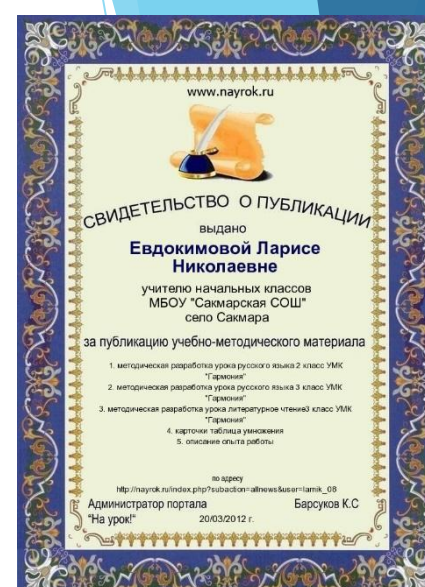 www.nayrok.ru
СВИДЕТЕЛЬСТВО О ПУБЛИКАЦИИ
выдано
Евдокимовой Ларисе
Николаевне
учителю начальных классов
МБОУ "Сакмарская СОШ"
село Сакмара
за публикацию учебно-методического материала
1. методическая разработка урока русского языка 2 класс УМК
"Гармония"
2. методическая разработка урока русского языка 3 класс УМК
"Гармония"
3. методическая разработка урока литературное чтение3 класс УМК
"Гармония"
4. карточки таблица умножения
5. описание опыта работы
по адресу
http://nayrok.ru/index.php?subaction=allnews&user=lamik_08
Администратор портала Барсуков К.С
"На урок!" 20/03/2012 г.